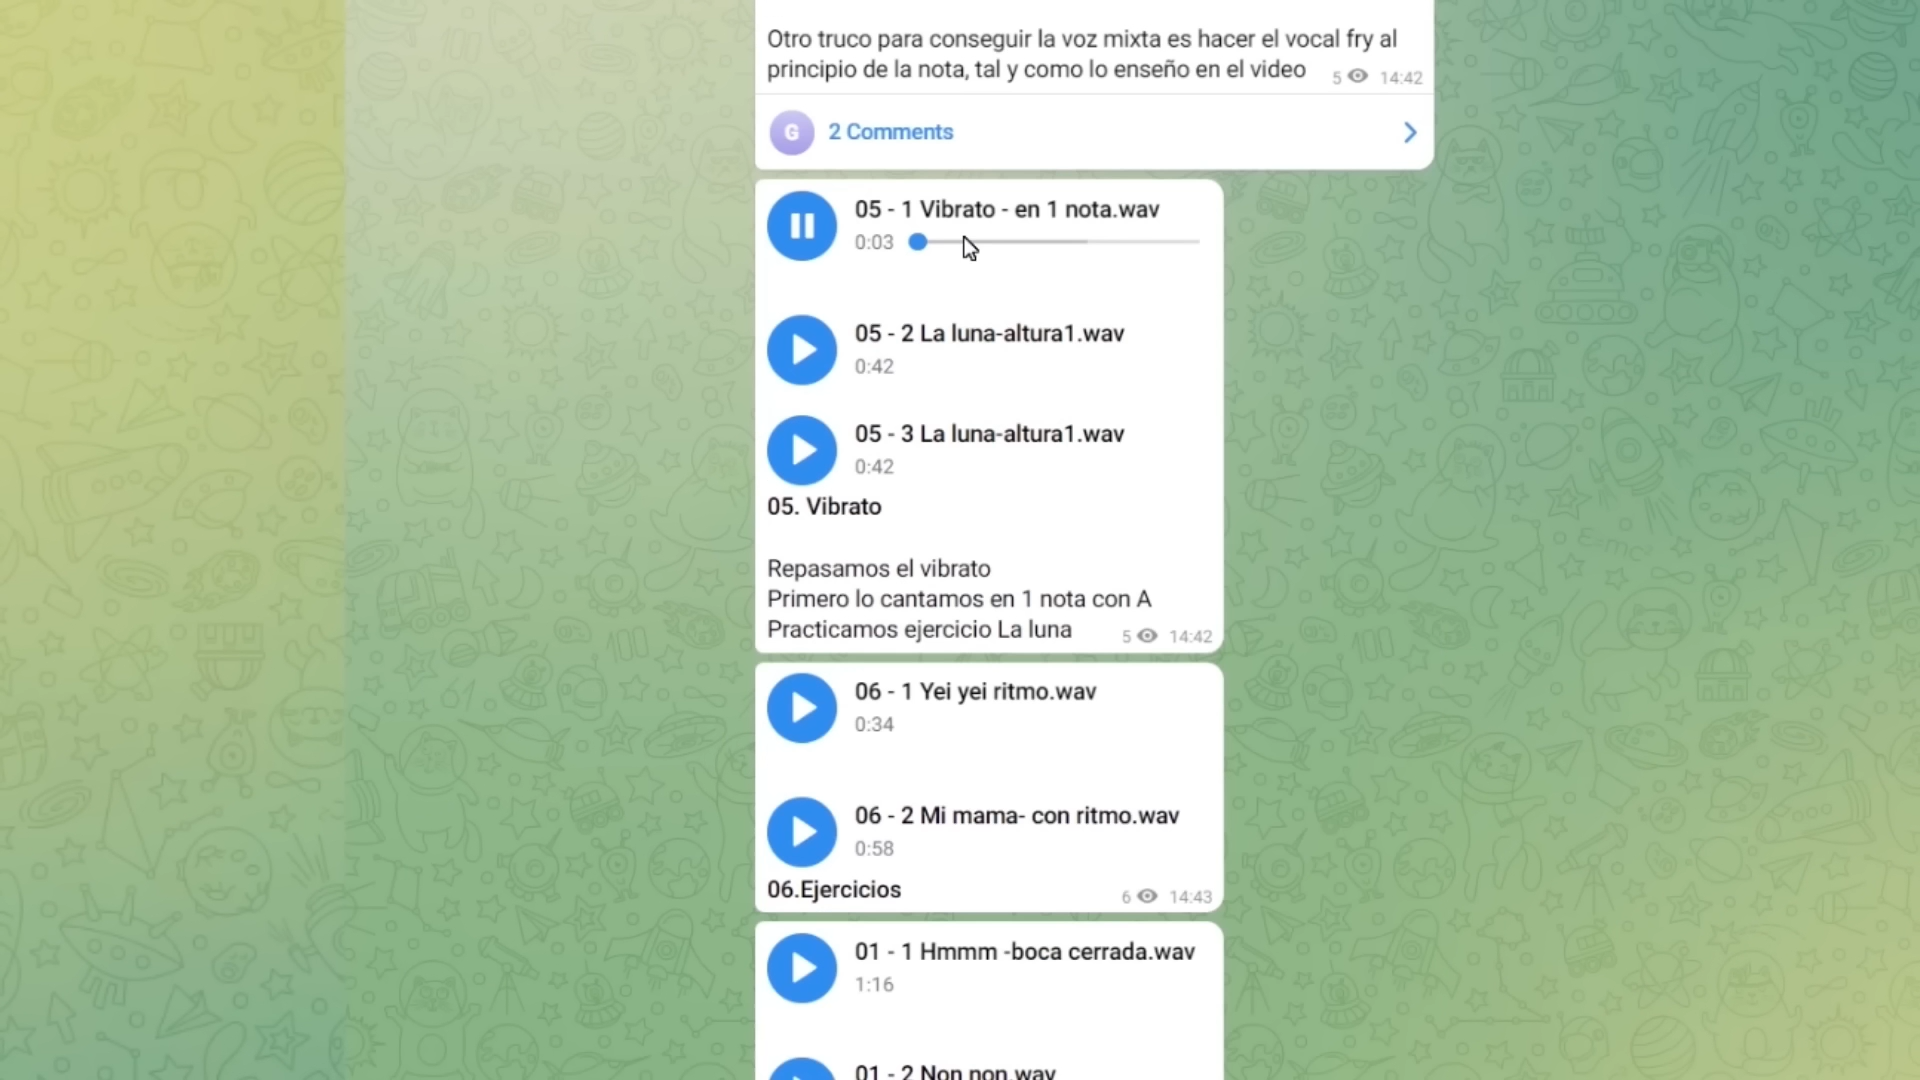 Otro truco para conseguir la voz mixta es hacer el vocal fry al
principio de la nota, tal y como lo enseño en el video
5 14:42
G
2 Comments
05 - 1 Vibrato - en 1 nota.wav
0:03
05 - 2 La luna-altura1.wav
0:42
05 - 3 La luna-altura1.wav
0:42
05. Vibrato
Repasamos el vibrato
Primero lo cantamos en 1 nota con A
Practicamos ejercicio La luna
5 14:42
06 - 1 Yei yei ritmo.wav
0:34
06 - 2 Mi mama- con ritmo.wav
0:58
06.Ejercicios
6 14:43
01 - 1 Hmmm -boca cerrada.wav
1:16
01 - 2 Non non.wav